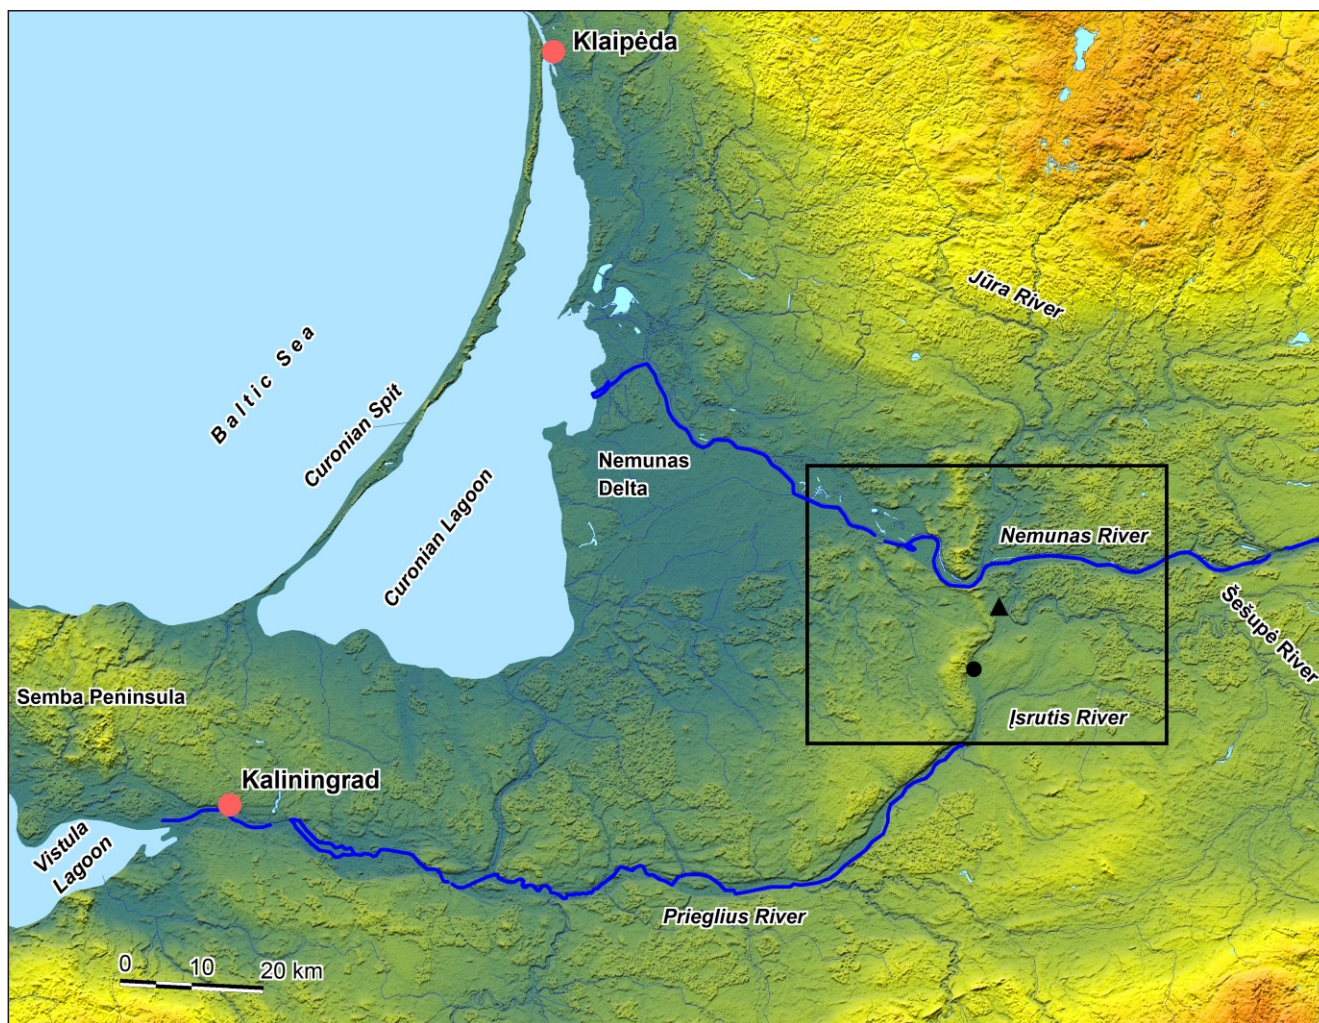 Klaipėda
Jūra River
Baltic Sea
Curonian Spit
Curonian Lagoon
Nemunas
Delta
Nemunas River
Šešupė River
Semba Peninsula
Įsrutis River
Kaliningrad
Vistula
Lagoon
Prieglius River
0 10 20 km